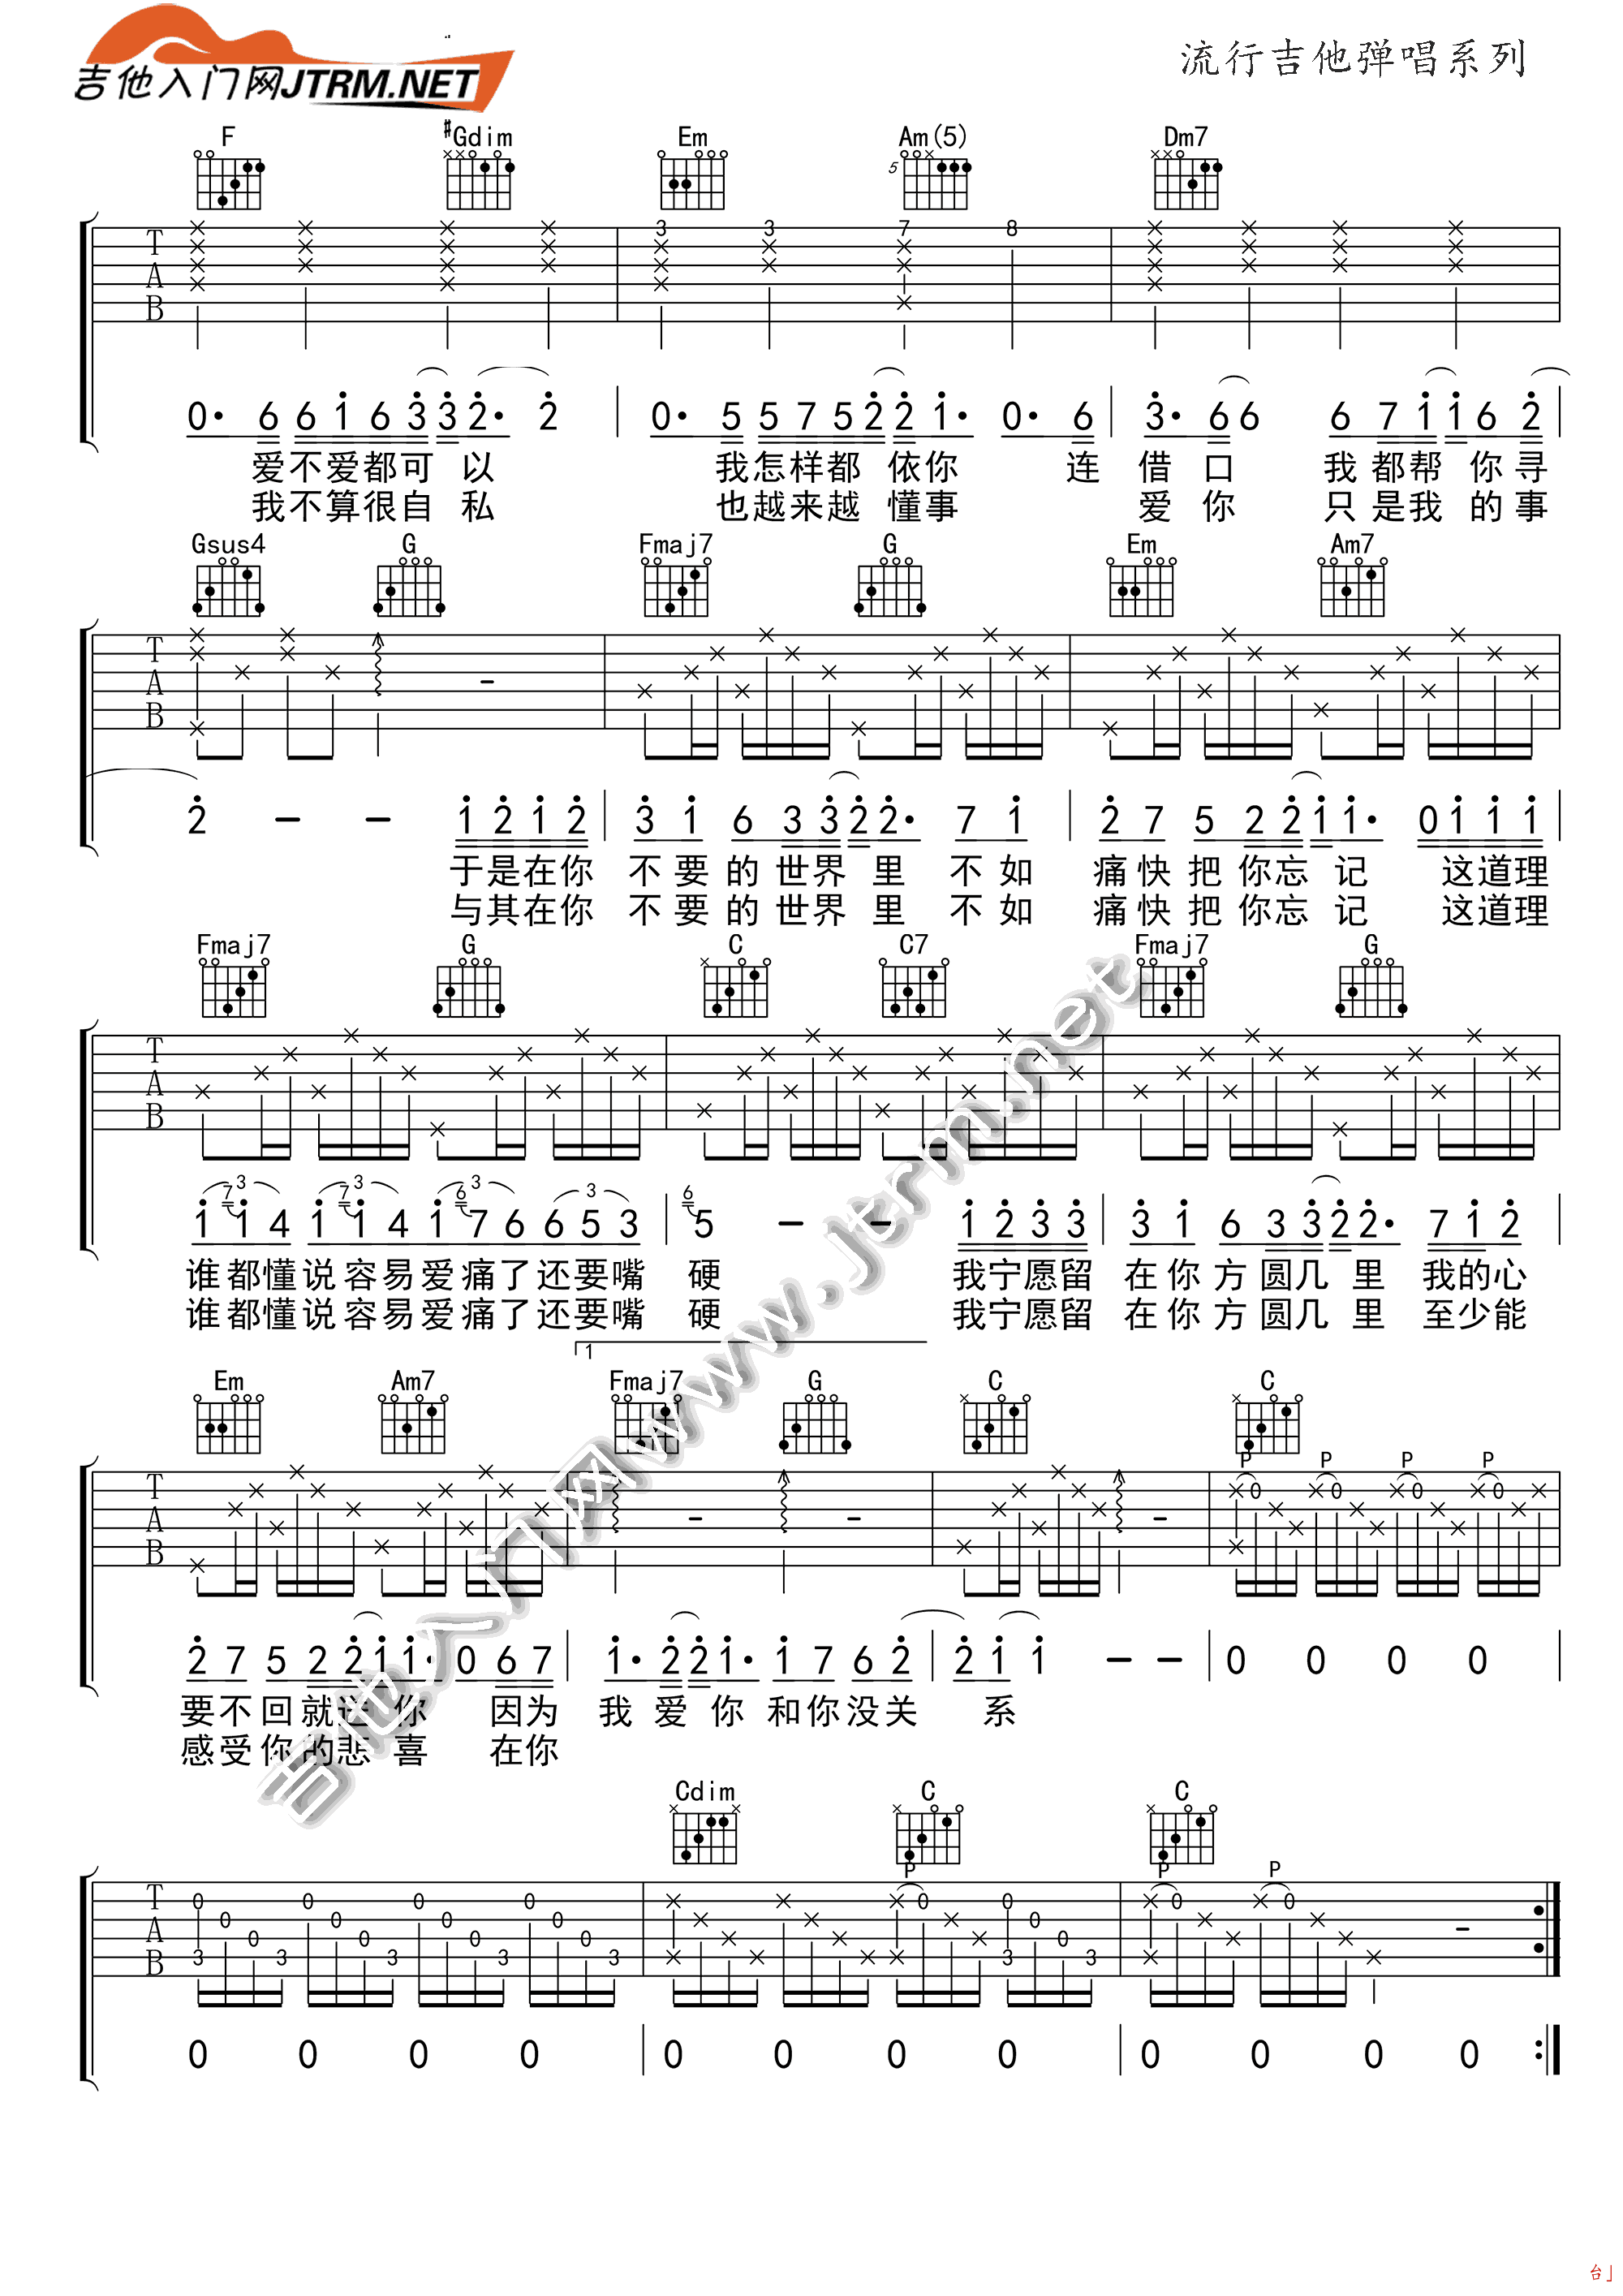 吉他入门网JTRM.NET
流行吉他弹唱系列
F #Gdim Em Am(5) Dm7
5
3 3 7 8
T
A
B
0· 6 6 1 6 3 3 2· 2 0· 5 5 7 5 2 2 1· 0· 6 3· 6 6 6 7 1 1 6 2
爱不爱都可 以 我怎样都 依你 连 借 口 我都帮 你寻
我不算很自 私 也越来越 懂事 爱 你 只是我 的事
Gsus4 G Fmaj7 G Em Am7
T
A
B
2 – – 1 2 1 2 3 1 6 3 3 2 2· 7 1 2 7 5 2 2 1 1· 0 1 1 1
于是在你 不要的世界里 不如 痛快把你忘记 这道理
与其在你 不要的世界里 不如 痛快把你忘记 这道理
Fmaj7 G C C7 Fmaj7 G
T
A
B
3 3 3 3
7 7 6 6
1 1 4 1 1 4 1 7 6 6 5 3 5 – – 1 2 3 3 3 1 6 3 3 2 2· 7 1 2
谁都懂说容易爱痛了还要嘴 硬 我宁愿留 在你方圆几里 我的心
谁都懂说容易爱痛了还要嘴 硬 我宁愿留 在你方圆几里 至少能
1
Em Am7 Fmaj7 G C C
P P P P
0 0 0 0
T
A
B
2 7 5 2 2 1 1· 0 6 7 1· 2 2 1· 1 7 6 2 2 1 1 – – 0 0 0 0
要不回就送你 因为 我爱你和你没关 系
感受你的悲喜 在你
Cdim C C
P P P
T
A
B
0 0 0 3 0 0 0 3 0 0 0 3 0 0 0 3 0 0 0 0 3 0 0
3 3
0 0 0 0 0 0 0 0 0 0 0 0
吉他入门网www.jtrm.net